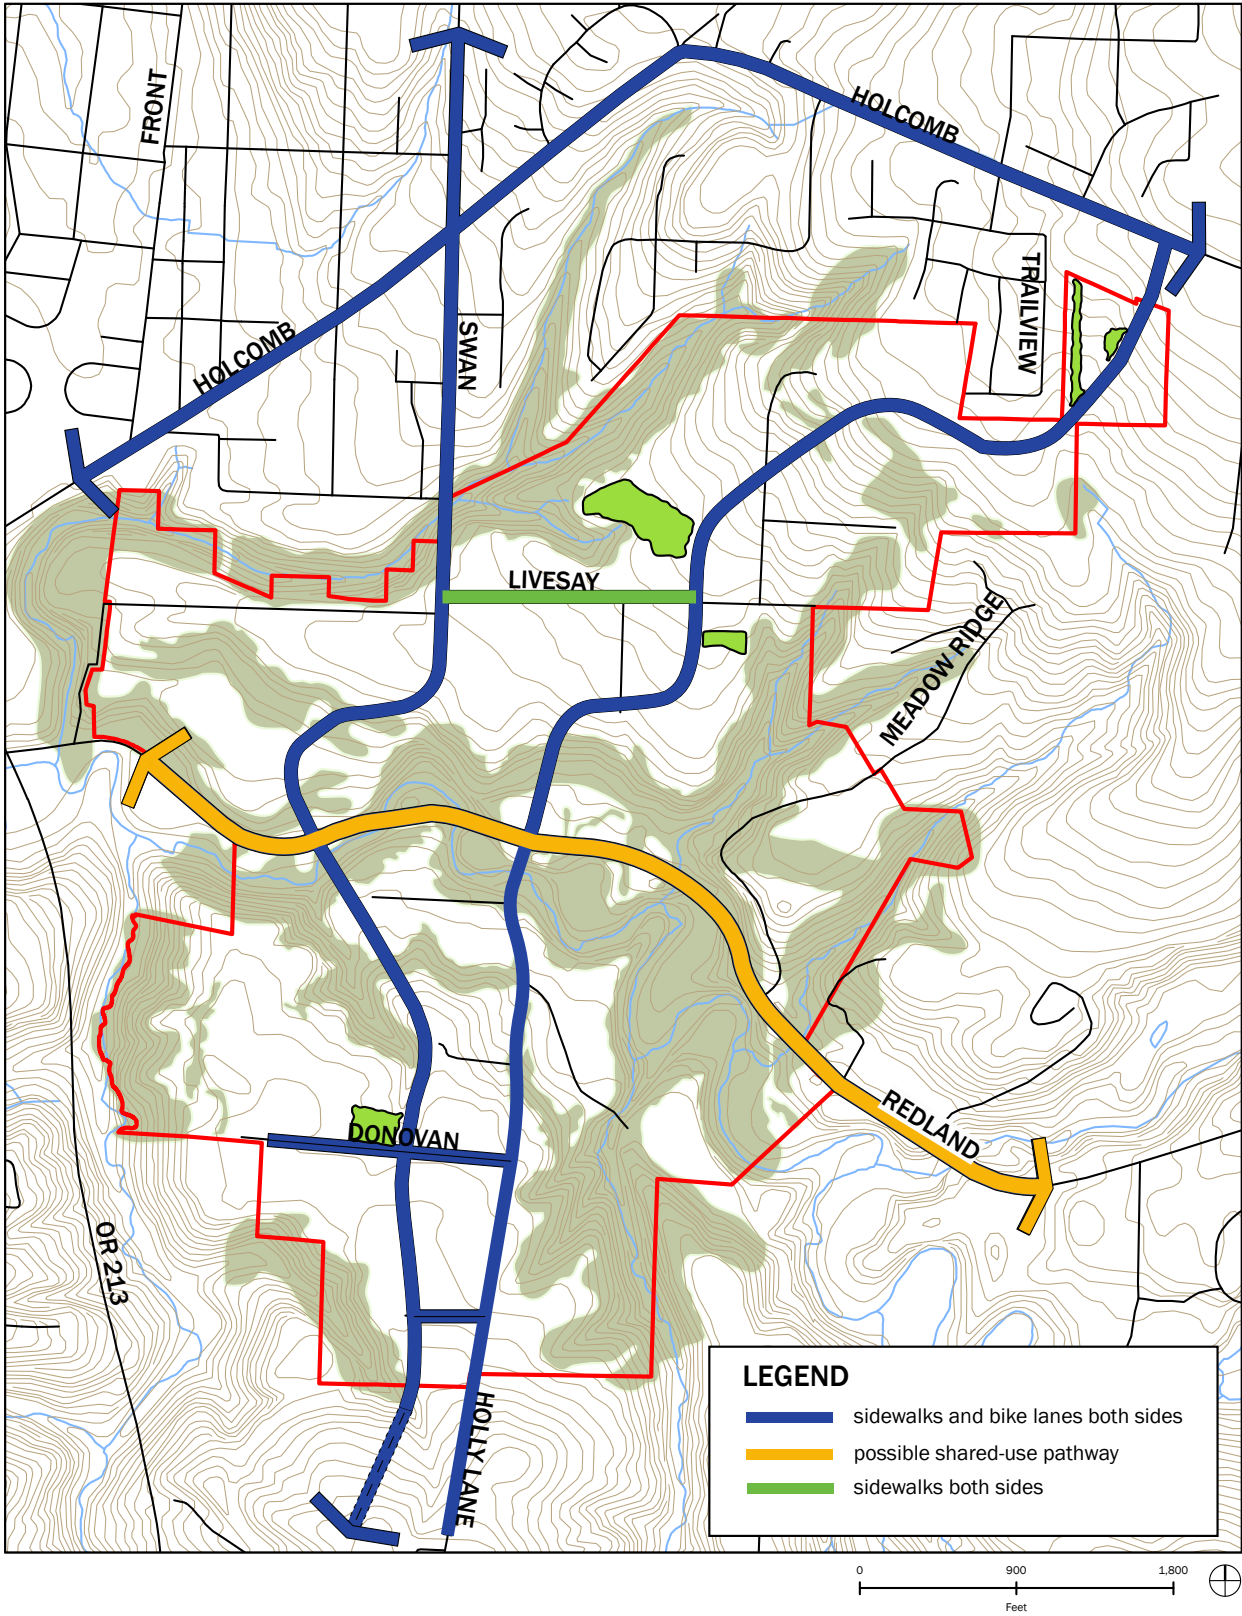 FRONT
HOLCOMB
TRAILVIEW
HOLCOMB
SWAN
LIVESAY
MEADOW RIDGE
REDLAND
DONOVAN
OR 213
HOLLY LANE
LEGEND
sidewalks and bike lanes both sides
possible shared-use pathway
sidewalks both sides
0 900 1,800
Feet